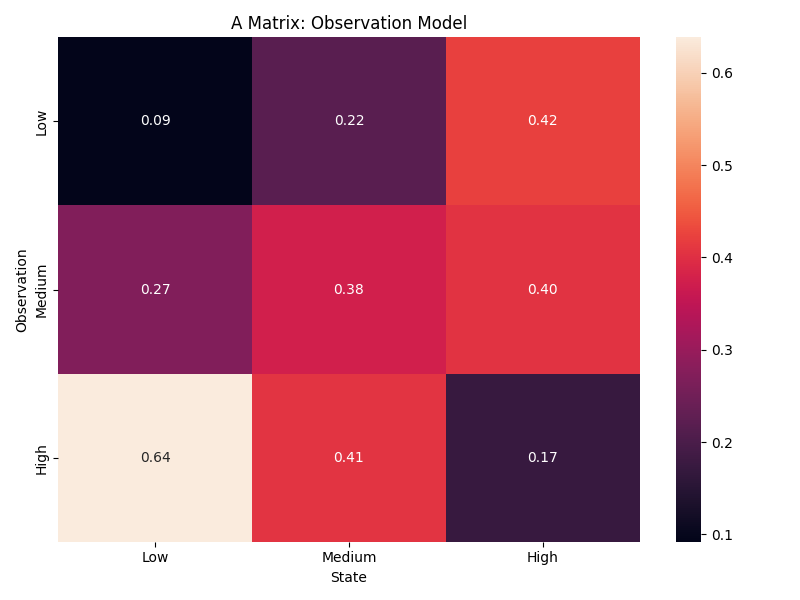 A Matrix: Observation Model
Low
0.09 0.22 0.42
Medium
0.27 0.38 0.40
High
0.64 0.41 0.17
Observation
Low Medium High
State
0.6
0.5
0.4
0.3
0.2
0.1